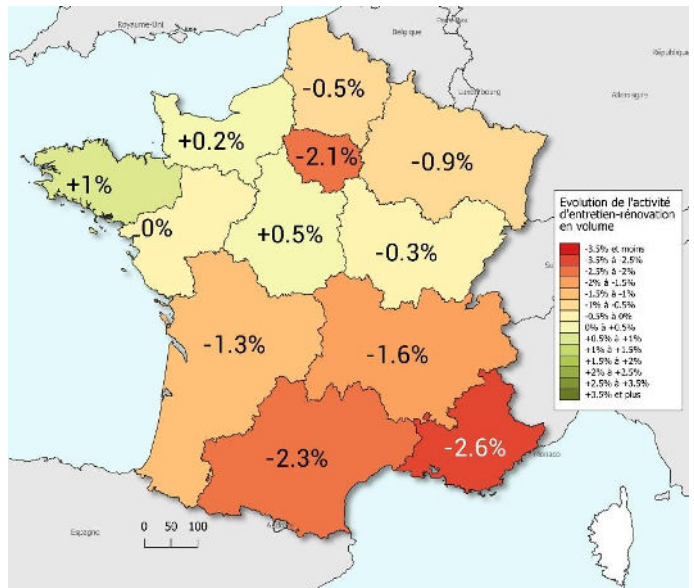 Royaume-Uni
Belgique
République
Luxembourg
Allemagne
-0.5%
+0.2%
-2.1%
-0.9%
+1%
0%
+0.5%
-0.3%
-1.3%
-1.6%
-2.3%
-2.6%
Monaco
Espagne
0 50 100
Evolution de l'activité
d'entretien-rénovation
en volume
-3.5% et moins
-3.5% à -2.5%
-2.5% à -2%
-2% à -1.5%
-1.5% à -1%
-1% à -0.5%
-0.5% à 0%
0% à +0.5%
+0.5% à +1%
+1% à +1.5%
+1.5% à +2%
+2% à +2.5%
+2.5% à +3.5%
+3.5% et plus